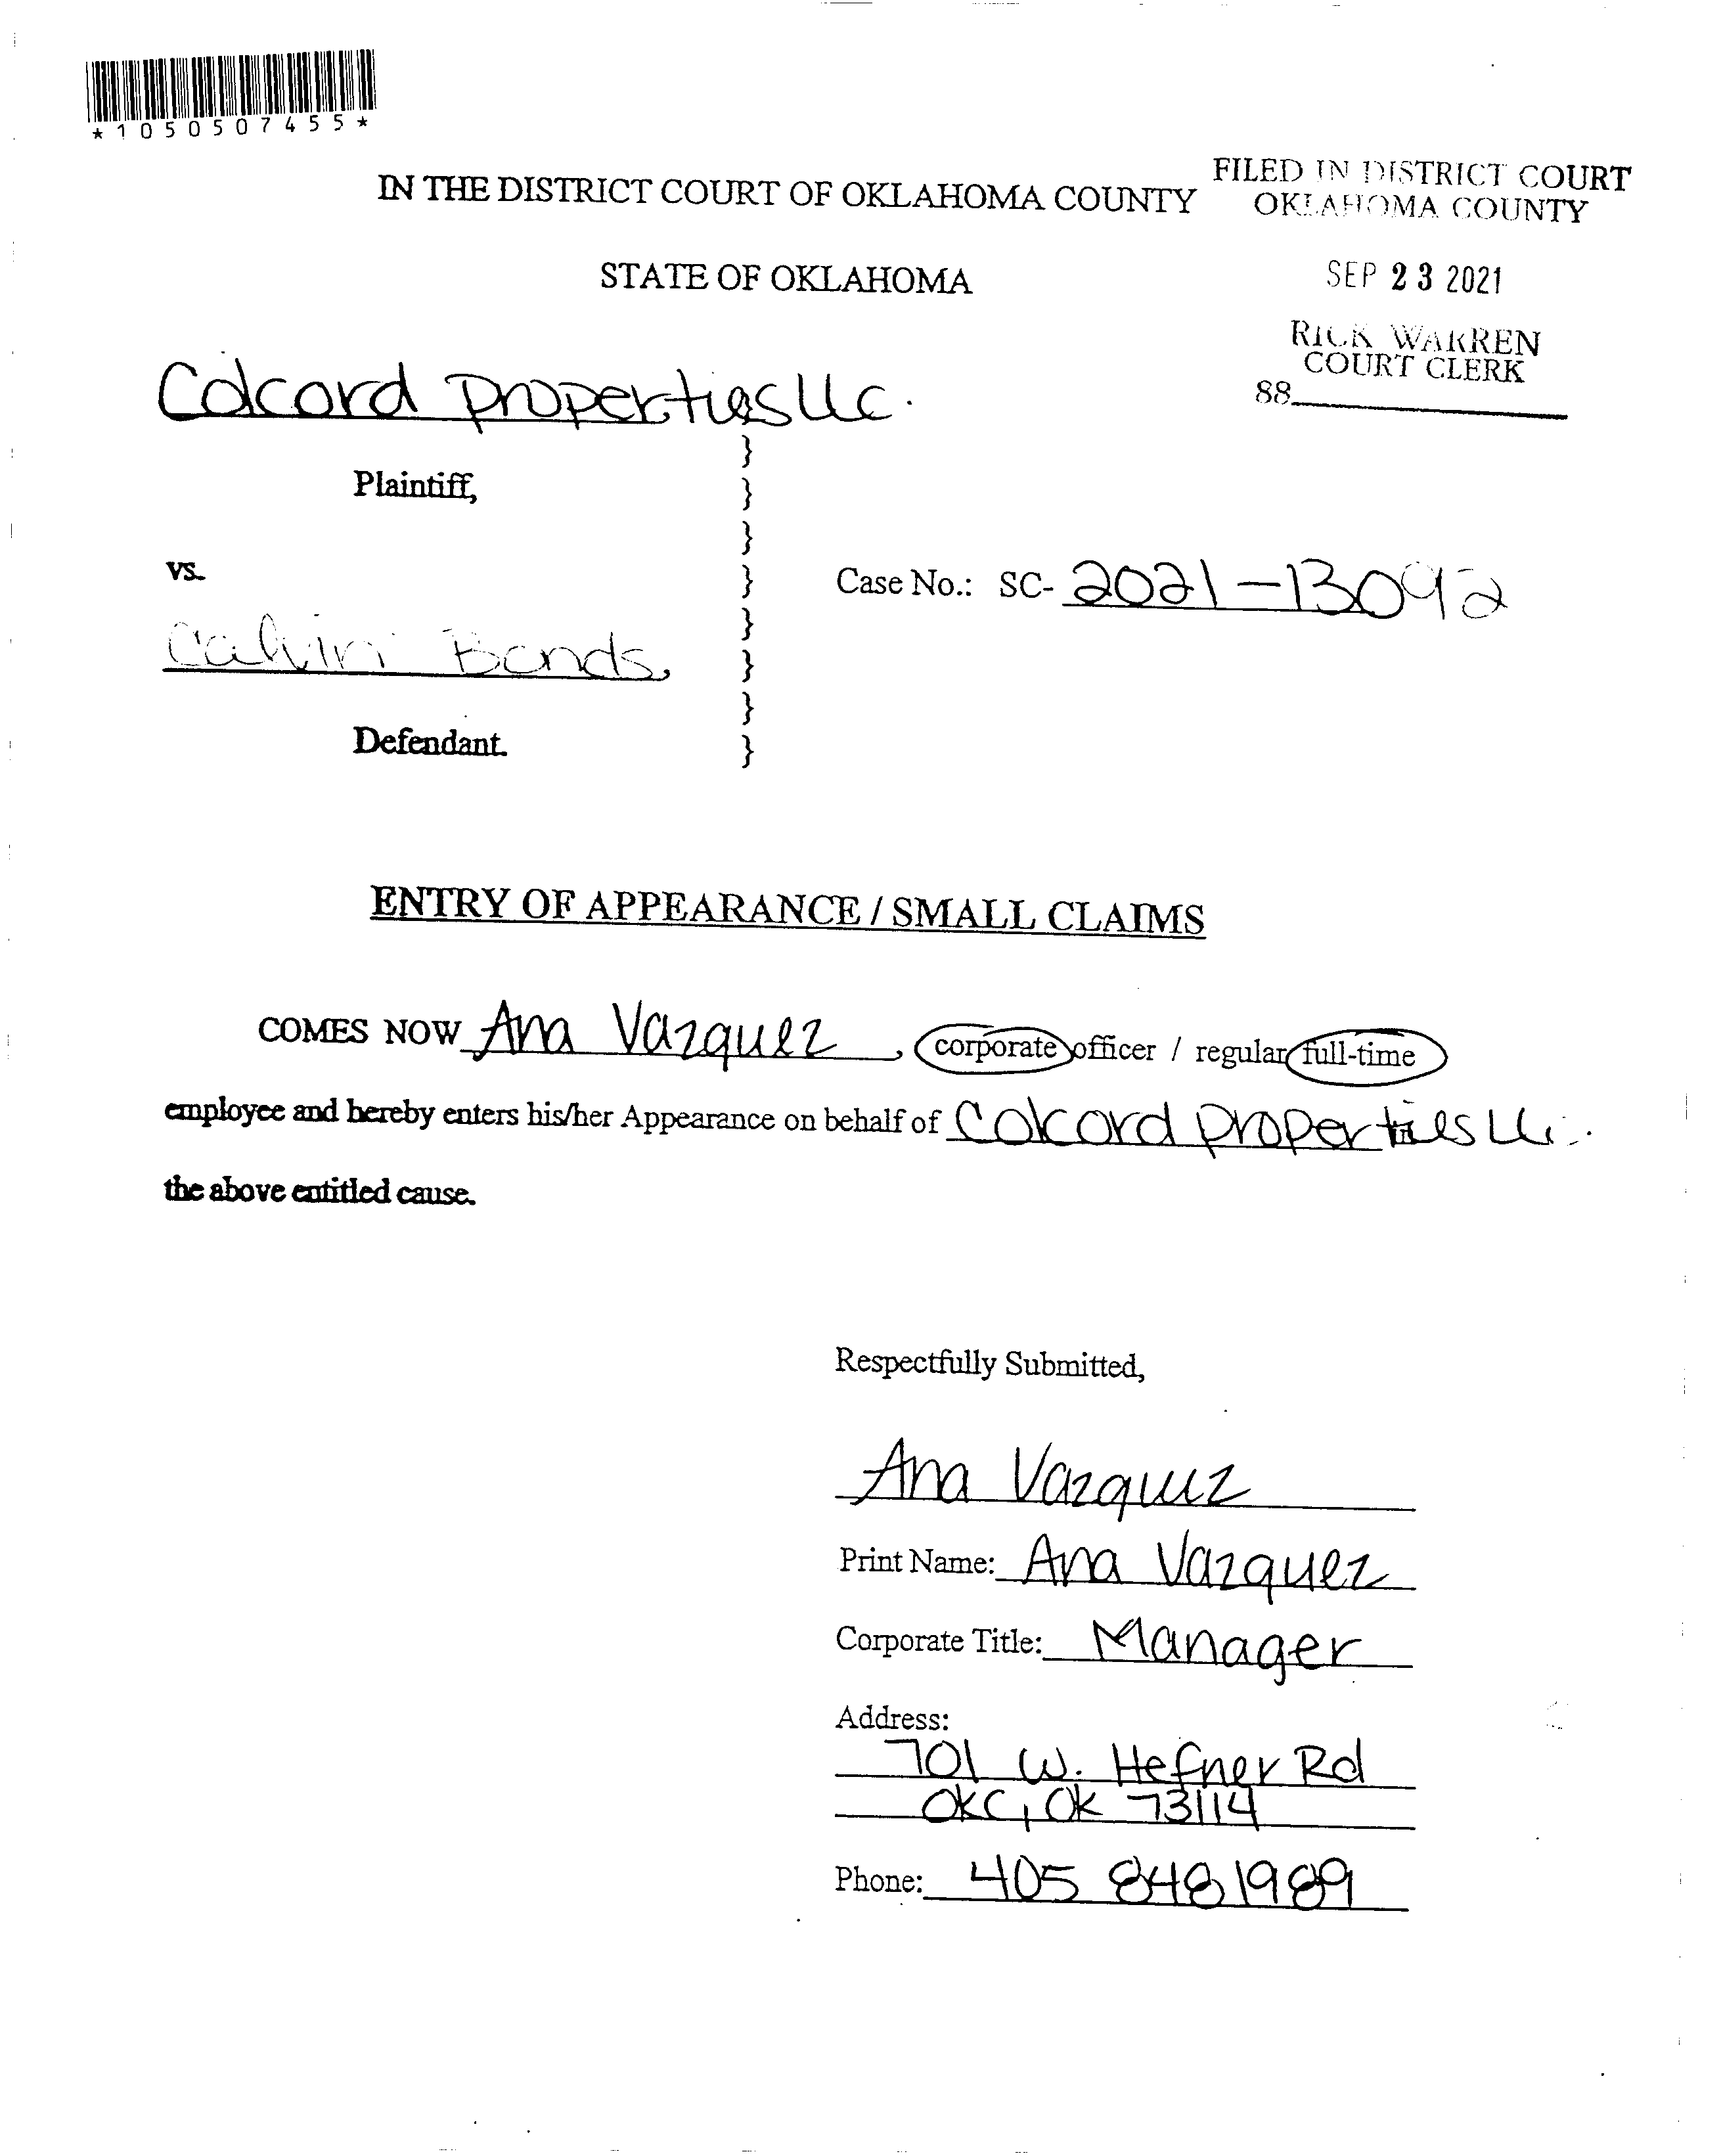 *1050507455*
IN THE DISTRICT COURT OF OKLAHOMA COUNTY
FILED IN DISTRICT COURT
OKLAHOMA COUNTY
STATE OF OKLAHOMA
SEP 23 2021
RICK WARREN
COURT CLERK
88
Colcord properties llc.
}
Plaintiff, }
}
vs. } Case No.: SC- 2021-13092
}
Calvin Bonds, }
}
Defendant. }
ENTRY OF APPEARANCE / SMALL CLAIMS
COMES NOW Ana Vazquez, corporate officer / regular full-time
employee and hereby enters his/her Appearance on behalf of Colcord properties llc.
the above entitled cause.
Respectfully Submitted,
Ana Vazquez
Print Name: Ana Vazquez
Corporate Title: Manager
Address:
701 W. Hefner Rd
OKC, OK 73114
Phone: 405 848 1989